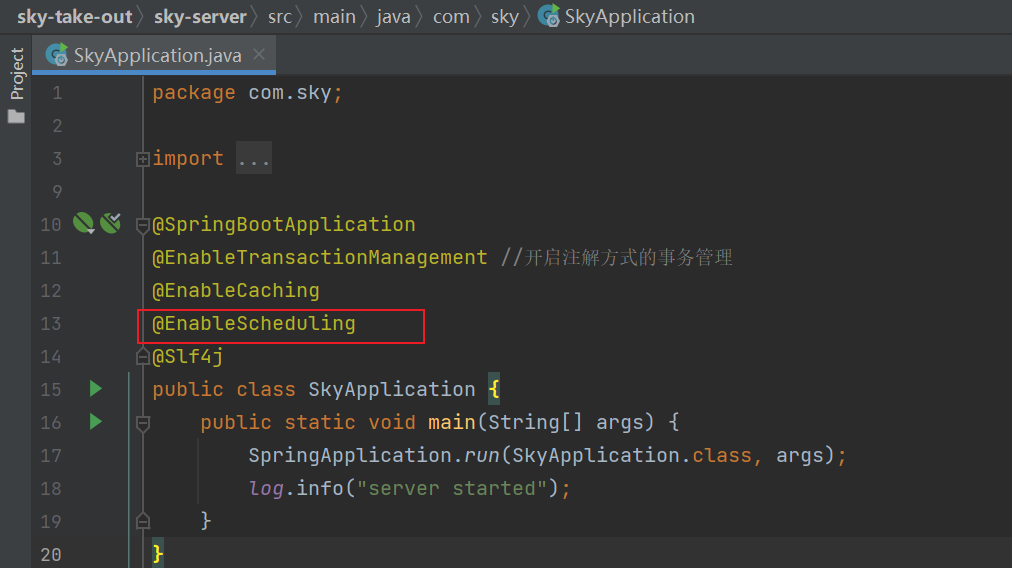 sky-take-out sky-server src main java com sky SkyApplication
Project
SkyApplication.java
1 package com.sky;
2
3 import ...
9
10 @SpringBootApplication
11 @EnableTransactionManagement //开启注解方式的事务管理
12 @EnableCaching
13 @EnableScheduling
14 @Slf4j
15 public class SkyApplication {
16 public static void main(String[] args) {
17 SpringApplication.run(SkyApplication.class, args);
18 log.info("server started");
19 }
20 }